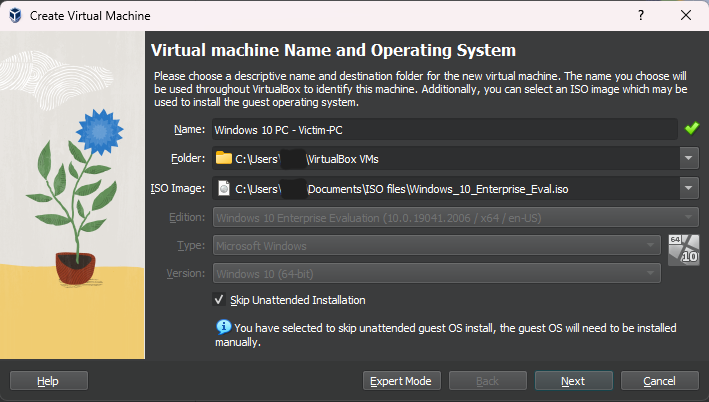 Create Virtual Machine
?
Virtual machine Name and Operating System
Please choose a descriptive name and destination folder for the new virtual machine. The name you choose will
be used throughout VirtualBox to identify this machine. Additionally, you can select an ISO image which may be
used to install the guest operating system.
Name: Windows 10 PC - Victim-PC
Folder: C:\Users\ \VirtualBox VMs
ISO Image: C:\Users\ \Documents\ISO files\Windows_10_Enterprise_Eval.iso
Edition: Windows 10 Enterprise Evaluation (10.0.19041.2006 / x64 / en-US)
Type: Microsoft Windows
64
Version: Windows 10 (64-bit)
10
Skip Unattended Installation
You have selected to skip unattended guest OS install, the guest OS will need to be installed
manually.
Help Expert Mode Back Next Cancel